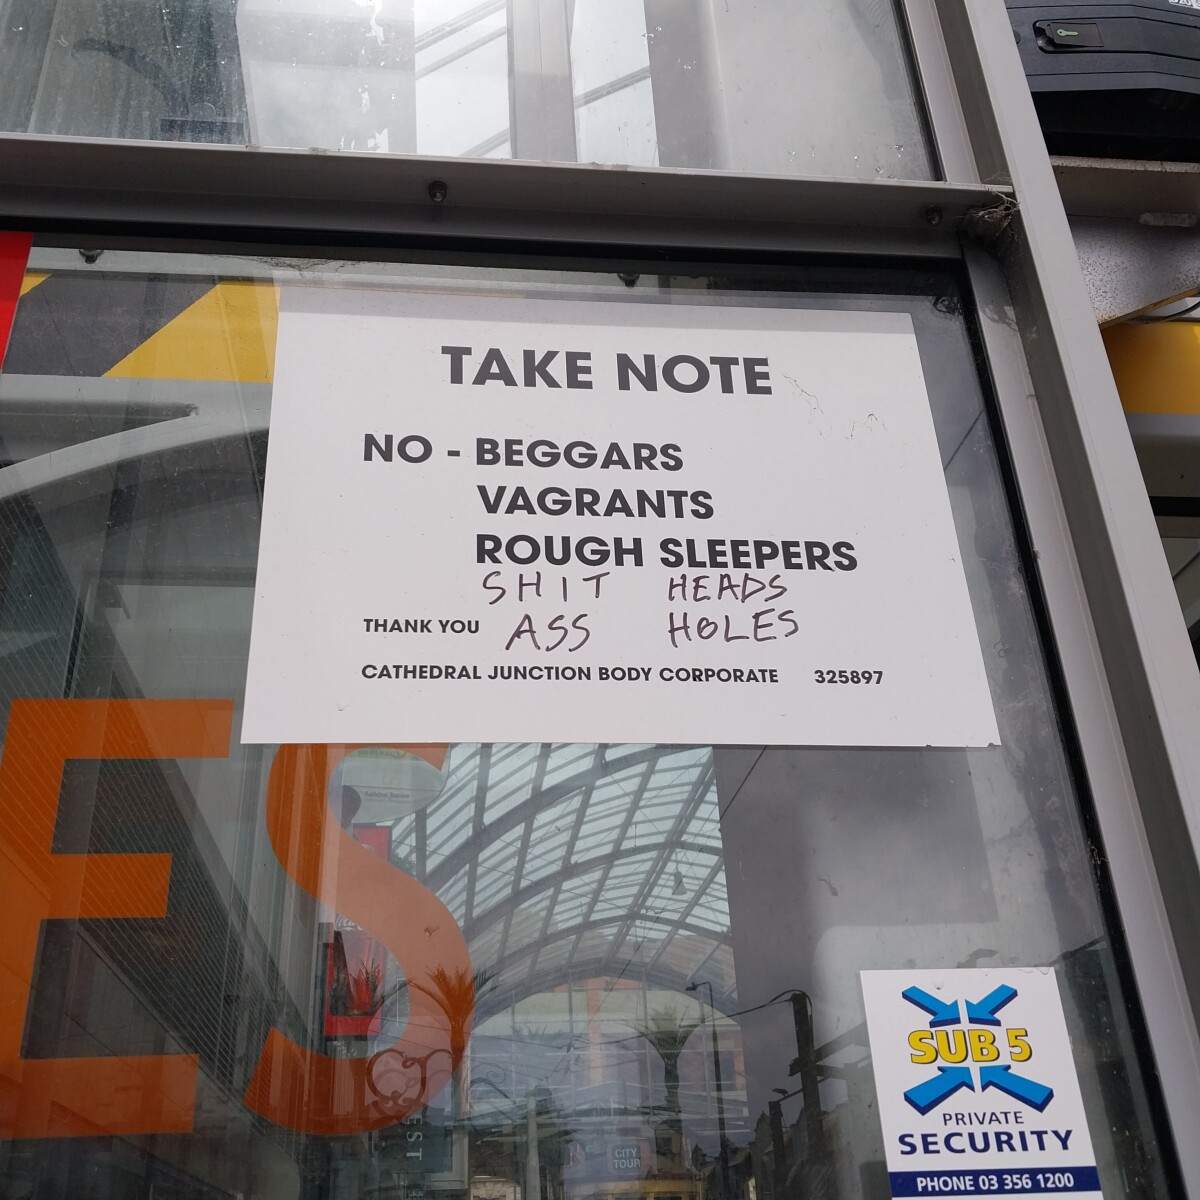 TAKE NOTE
NO - BEGGARS
VAGRANTS
ROUGH SLEEPERS
SHIT HEADS
THANK YOU ASS HOLES
CATHEDRAL JUNCTION BODY CORPORATE 325897
ES
CITY
TOUR
SUB 5
PRIVATE
SECURITY
PHONE 03 356 1200